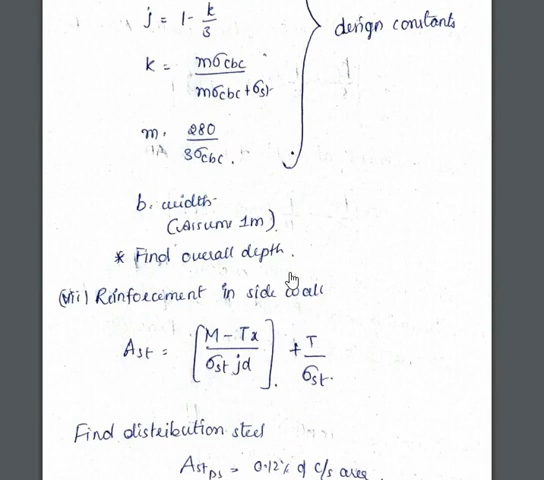 j = 1 - k/3
design constants
k = mσcbc / mσcbc + σst
m = 280 / 3σcbc.
b = width
(Assume 1m)
* Find overall depth.
(vii) Reinforcement in side wall
Ast = [M - Tx / σst jd] + T / σst.
Find distribution steel
AstDs = 0.12% of c/s area.